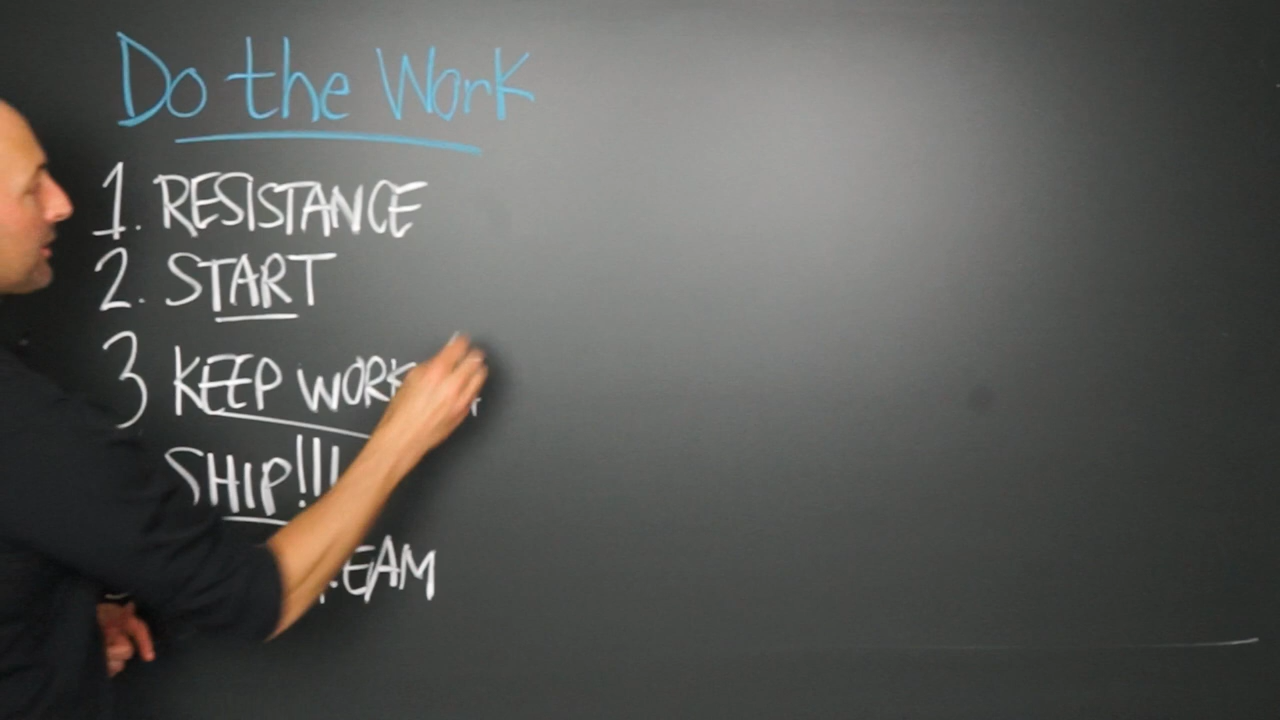 Do the Work
1. RESISTANCE
2. START
3 KEEP
SHIP!!!